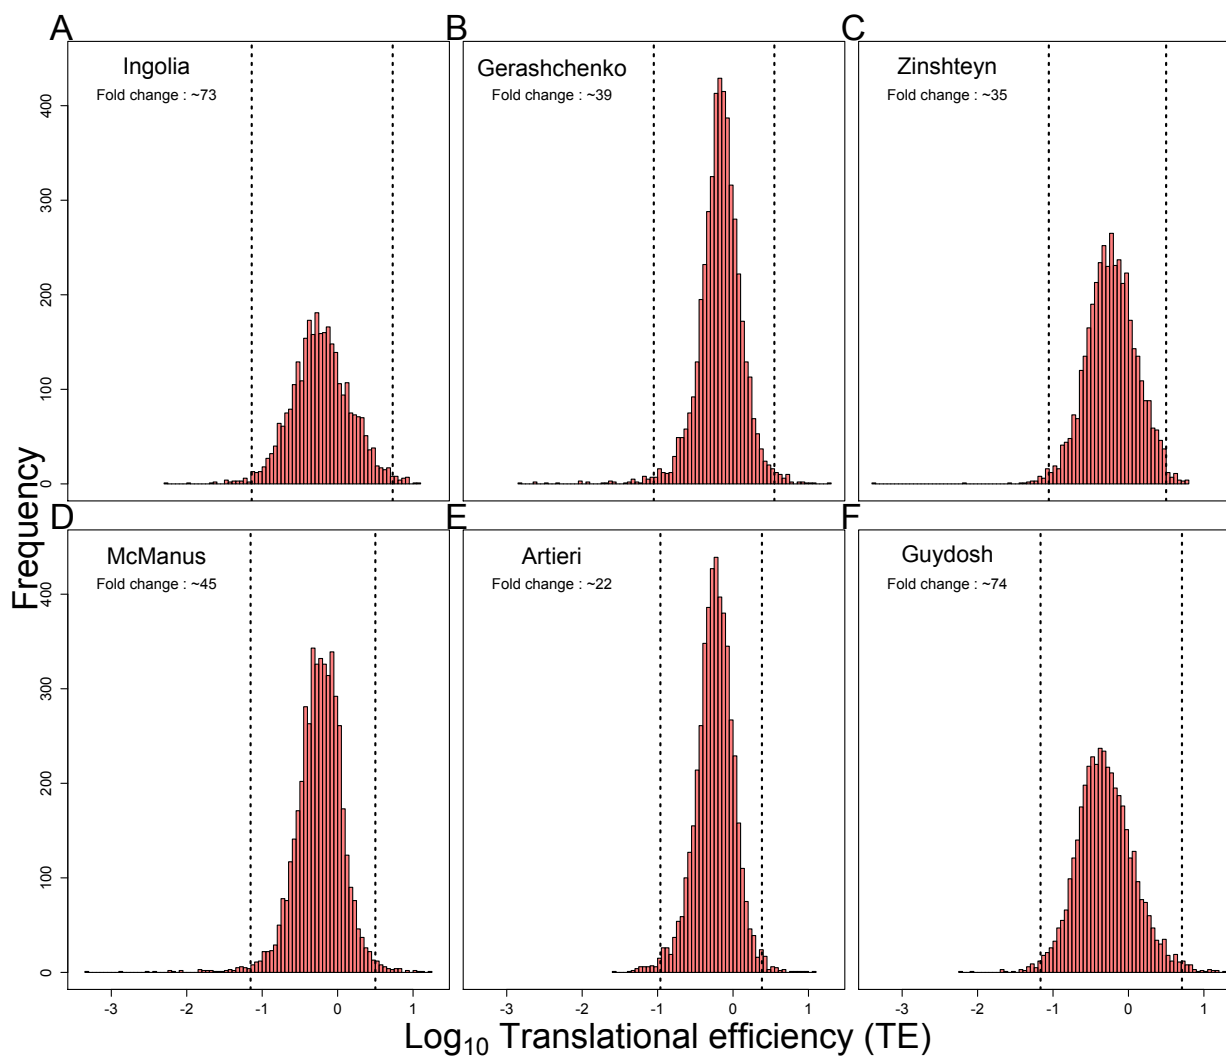 A
B
C
Ingolia
Fold change : ~73
Gerashchenko
Fold change : ~39
Zinshteyn
Fold change : ~35
400
300
200
100
0
Frequency
D
E
F
McManus
Fold change : ~45
Artieri
Fold change : ~22
Guydosh
Fold change : ~74
400
300
200
100
0
-3 -2 -1 0 1
-3 -2 -1 0 1
-3 -2 -1 0 1
Log10 Translational efficiency (TE)